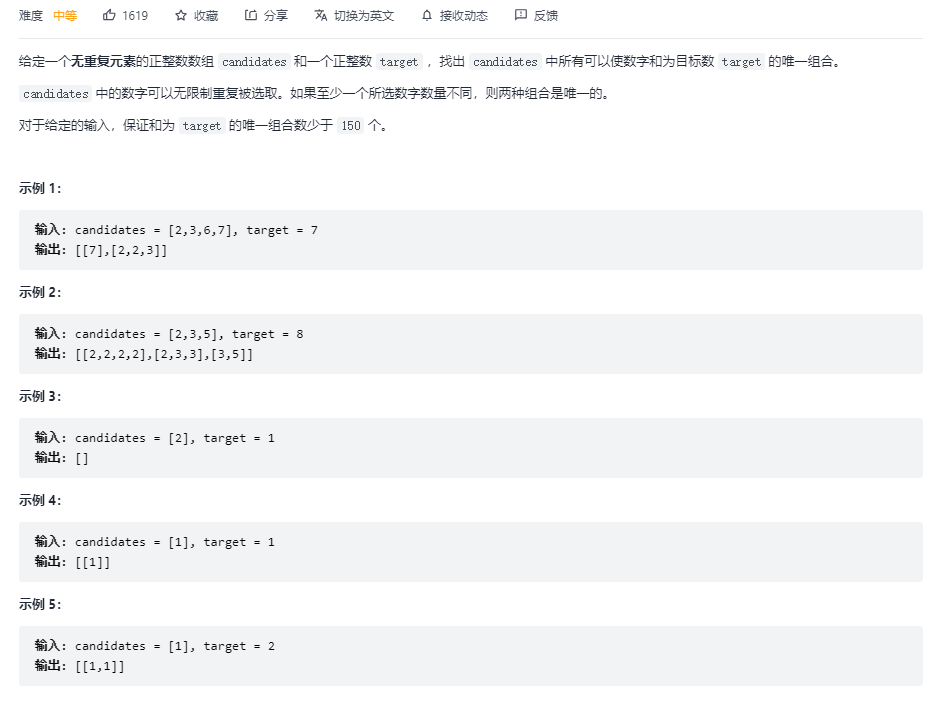 难度 中等 1619 收藏 分享 切换为英文 接收动态 反馈
给定一个无重复元素的正整数数组 candidates 和一个正整数 target ，找出 candidates 中所有可以使数字和为目标数 target 的唯一组合。
candidates 中的数字可以无限制重复被选取。如果至少一个所选数字数量不同，则两种组合是唯一的。
对于给定的输入，保证和为 target 的唯一组合数少于 150 个。
示例 1：
输入: candidates = [2,3,6,7], target = 7
输出: [[7],[2,2,3]]
示例 2：
输入: candidates = [2,3,5], target = 8
输出: [[2,2,2,2],[2,3,3],[3,5]]
示例 3：
输入: candidates = [2], target = 1
输出: []
示例 4：
输入: candidates = [1], target = 1
输出: [[1]]
示例 5：
输入: candidates = [1], target = 2
输出: [[1,1]]